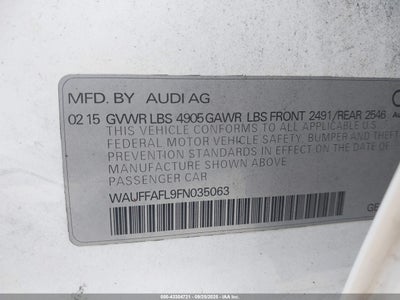 MFD. BY AUDI AG
02 15 GVWR LBS 4905 GAWR LBS FRONT 2491/REAR 2546
THIS VEHICLE CONFORMS TO ALL APPLICABLE U.S.
FEDERAL MOTOR VEHICLE SAFETY, BUMPER AND THEFT
PREVENTION STANDARDS IN EFFECT ON THE DATE OF
MANUFACTURE SHOWN ABOVE.
PASSENGER CAR
WAUFFAFL9FN035063